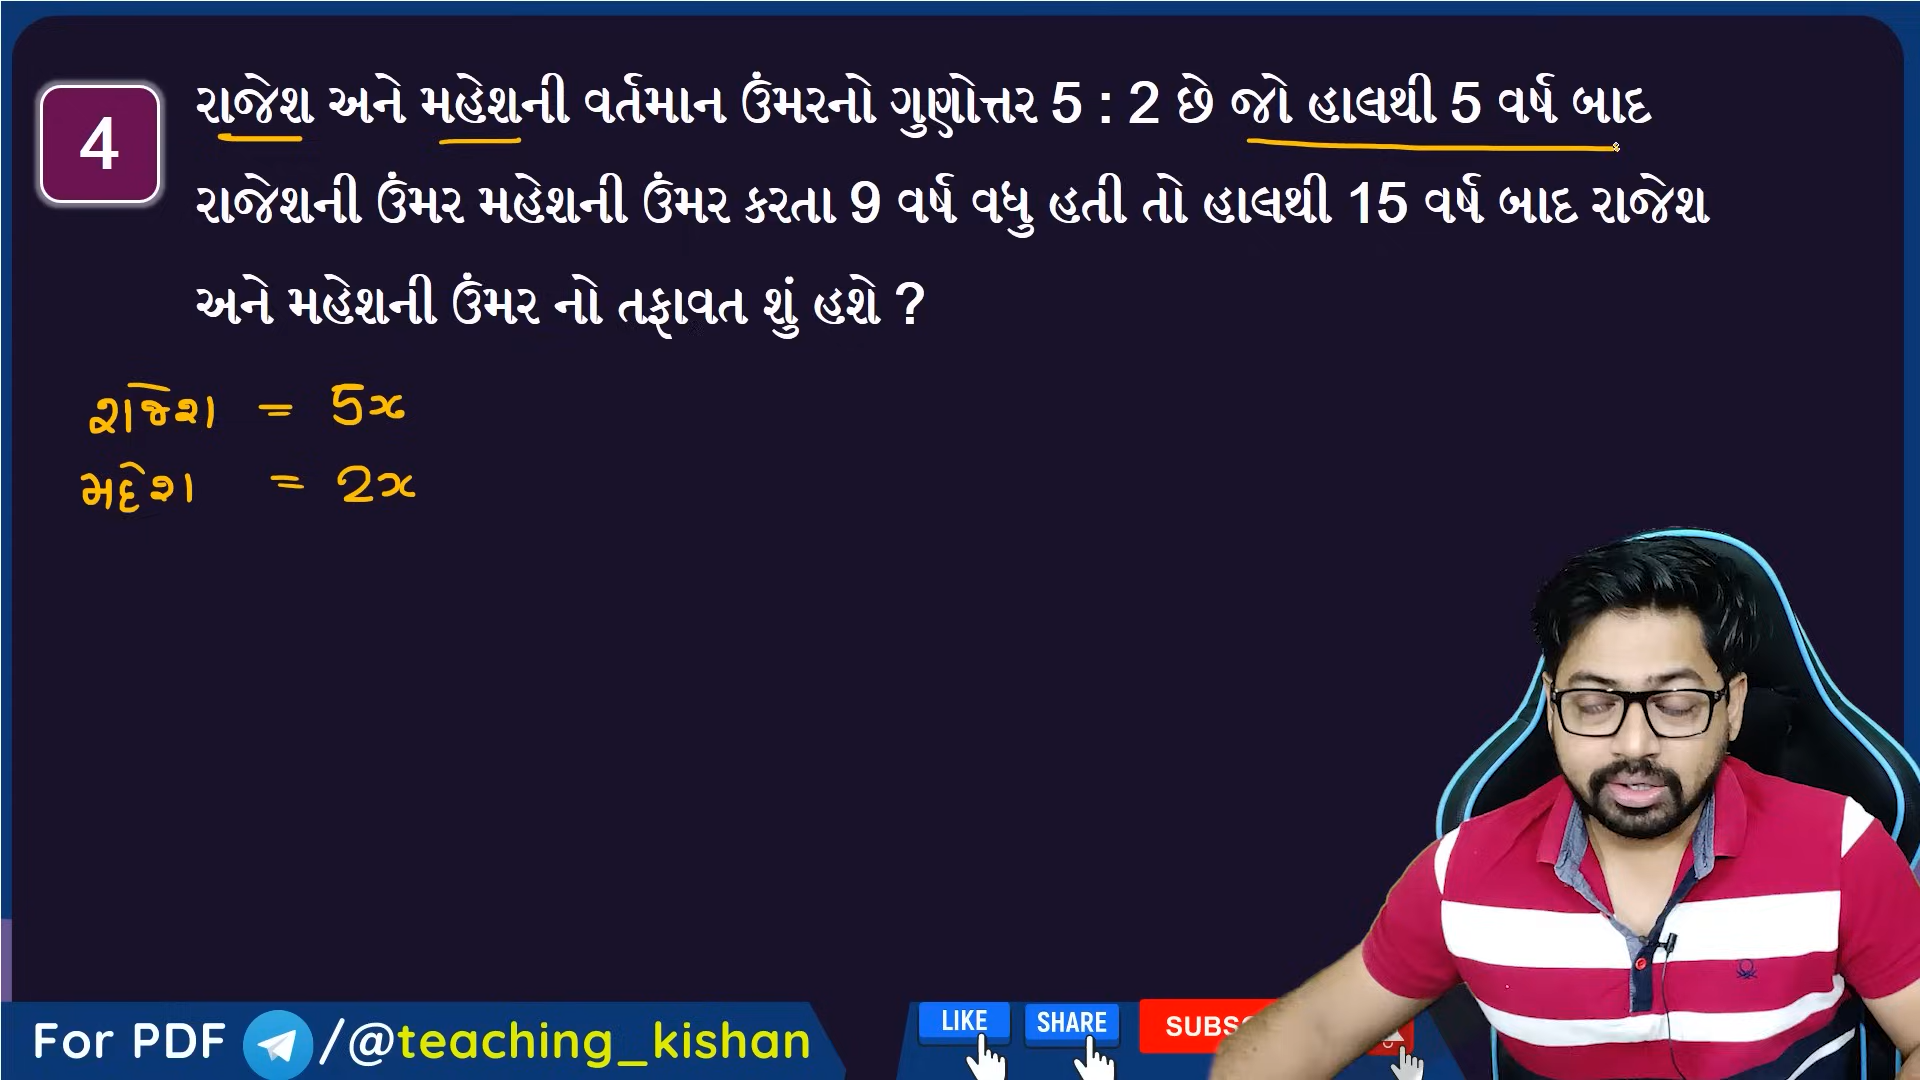 4
રાજેશ અને મહેશની વર્તમાન ઉંમરનો ગુણોત્તર 5 : 2 છે જો હાલથી 5 વર્ષ બાદ
રાજેશની ઉંમર મહેશની ઉંમર કરતા 9 વર્ષ વધુ હતી તો હાલથી 15 વર્ષ બાદ રાજેશ
અને મહેશની ઉંમર નો તફાવત શું હશે ?
રાજેશ = 5x
મહેશ = 2x
For PDF /@teaching_kishan
LIKE SHARE